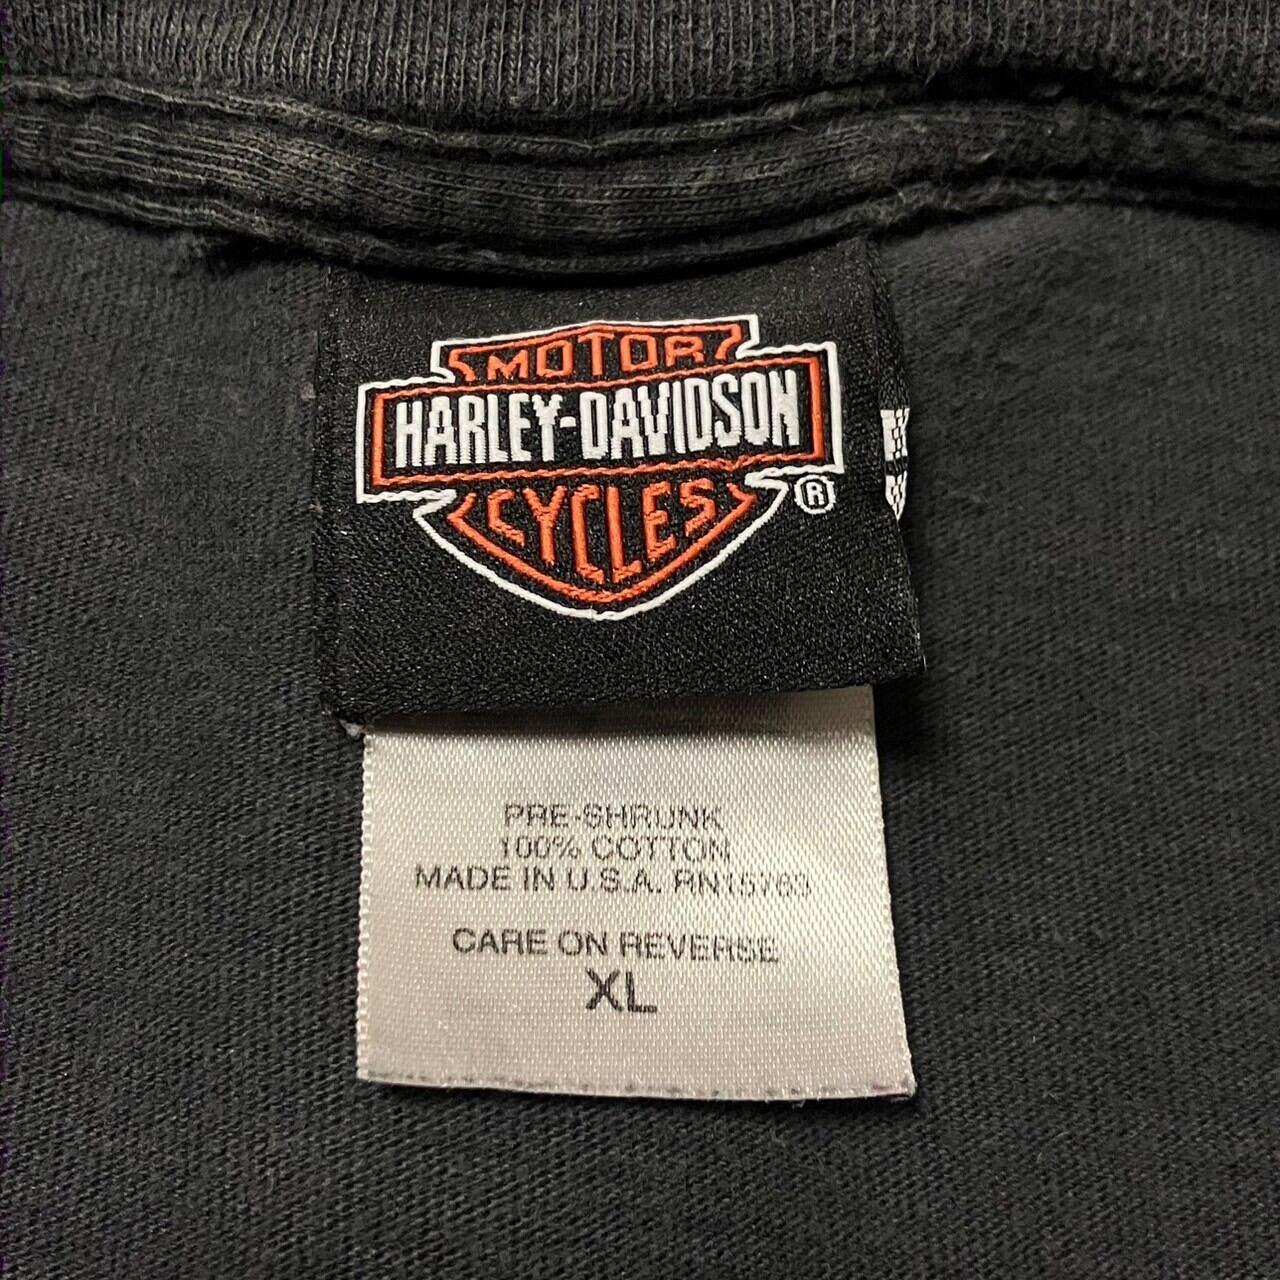 MOTOR
HARLEY-DAVIDSON
CYCLES
®
PRE-SHRUNK
100% COTTON
MADE IN U.S.A. RN15763
CARE ON REVERSE
XL